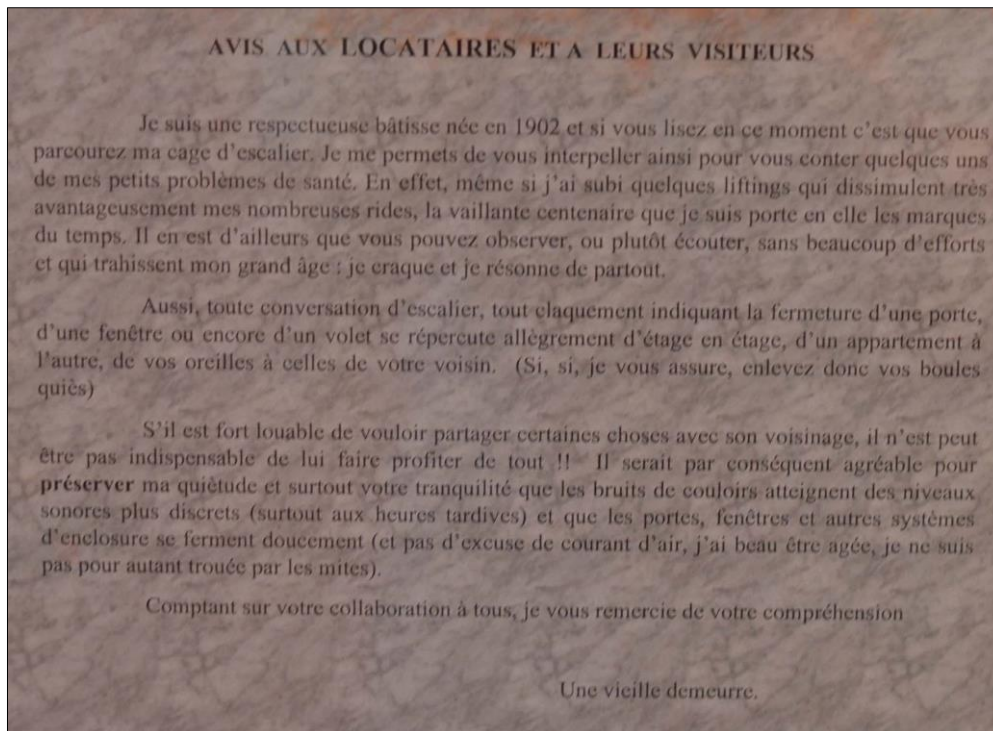 AVIS AUX LOCATAIRES ET A LEURS VISITEURS
Je suis une respectueuse bâtisse née en 1902 et si vous lisez en ce moment c'est que vous
parcourez ma cage d'escalier. Je me permets de vous interpeller ainsi pour vous conter quelques uns
de mes petits problèmes de santé. En effet, même si j'ai subi quelques liftings qui dissimulent très
avantageusement mes nombreuses rides, la vaillante centenaire que je suis porte en elle les marques
du temps. Il en est d'ailleurs que vous pouvez observer, ou plutôt écouter, sans beaucoup d'efforts
et qui trahissent mon grand âge : je craque et je résonne de partout.
Aussi, toute conversation d'escalier, tout claquement indiquant la fermeture d'une porte,
d'une fenêtre ou encore d'un volet se répercute allègrement d'étage en étage, d'un appartement à
l'autre, de vos oreilles à celles de votre voisin. (Si, si, je vous assure, enlevez donc vos boules
quiès)
S'il est fort louable de vouloir partager certaines choses avec son voisinage, il n'est peut
être pas indispensable de lui faire profiter de tout !! Il serait par conséquent agréable pour
préserver ma quiètude et surtout votre tranquilité que les bruits de couloirs atteignent des niveaux
sonores plus discrets (surtout aux heures tardives) et que les portes, fenêtres et autres systèmes
d'enclosure se ferment doucement (et pas d'excuse de courant d'air, j'ai beau être agée, je ne suis
pas pour autant trouée par les mites).
Comptant sur votre collaboration à tous, je vous remercie de votre compréhension
Une vieille demeurre.